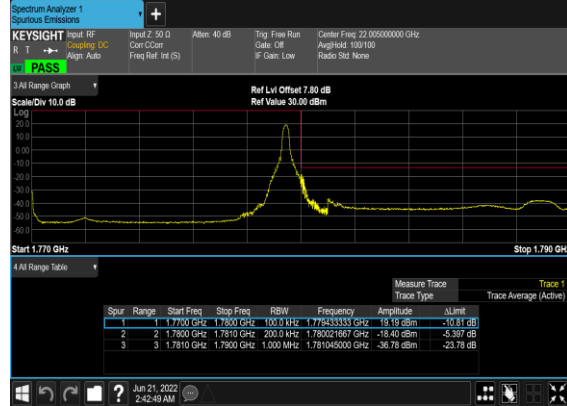 Spectrum Analyzer 1
Spurious Emissions
+
KEYSIGHT Input: RF Input Z: 50 Ω Atten: 40 dB Trig: Free Run Center Freq: 22.005000000 GHz
R T Coupling: DC Corr CCorr Gate: Off Avg|Hold: 100/100
Align: Auto Freq Ref: Int (S) IF Gain: Low Radio Std: None
LW PASS
3 All Range Graph
Ref Lvl Offset 7.80 dB
Scale/Div 10.0 dB Ref Value 30.00 dBm
Log
20.0
10.0
0.00
-10.0
-20.0
-30.0
-40.0
-50.0
-60.0
Start 1.770 GHz Stop 1.790 GHz
4 All Range Table
Measure Trace Trace 1
Trace Type Trace Average (Active)
Spur Range Start Freq Stop Freq RBW Frequency Amplitude ΔLimit
1 1 1.7700 GHz 1.7800 GHz 100.0 kHz 1.779433333 GHz 19.19 dBm -10.81 dB
2 2 1.7800 GHz 1.7810 GHz 200.0 kHz 1.780021667 GHz -18.40 dBm -5.397 dB
3 3 1.7810 GHz 1.7900 GHz 1.000 MHz 1.781045000 GHz -36.78 dBm -23.78 dB
? Jun 21, 2022
2:42:49 AM